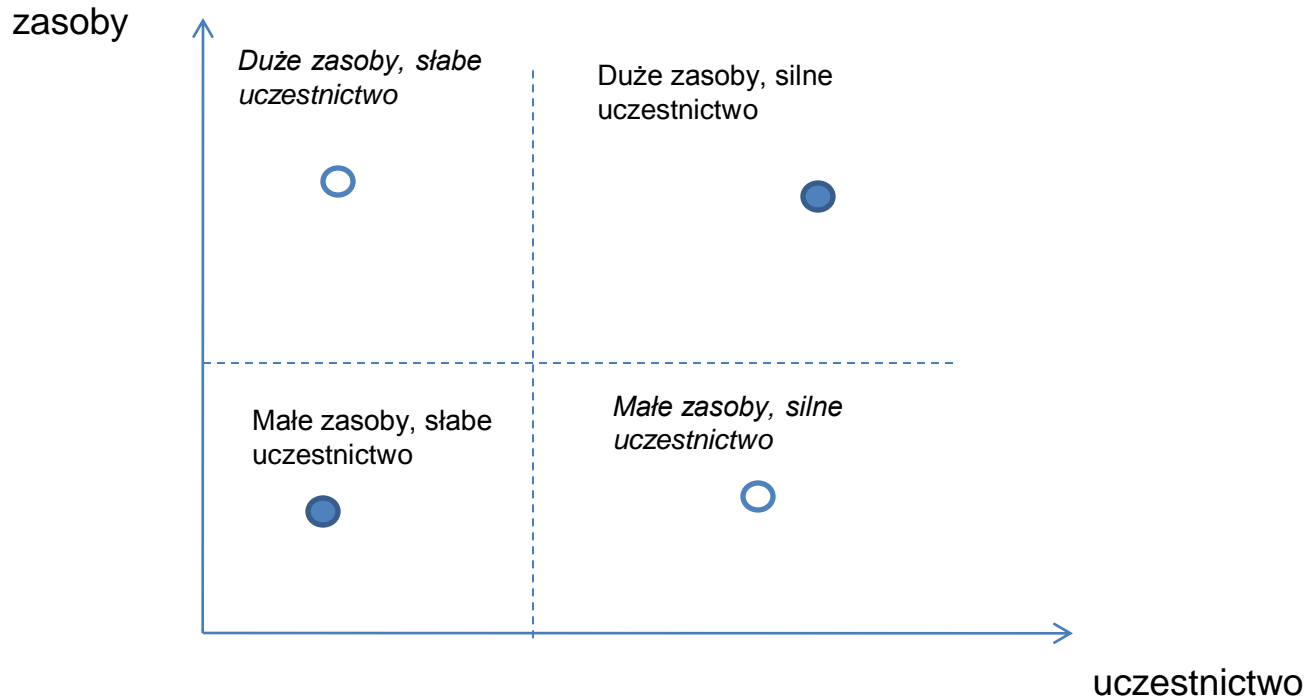 zasoby
Duże zasoby, słabe
uczestnictwo
Duże zasoby, silne
uczestnictwo
Małe zasoby, słabe
uczestnictwo
Małe zasoby, silne
uczestnictwo
uczestnictwo